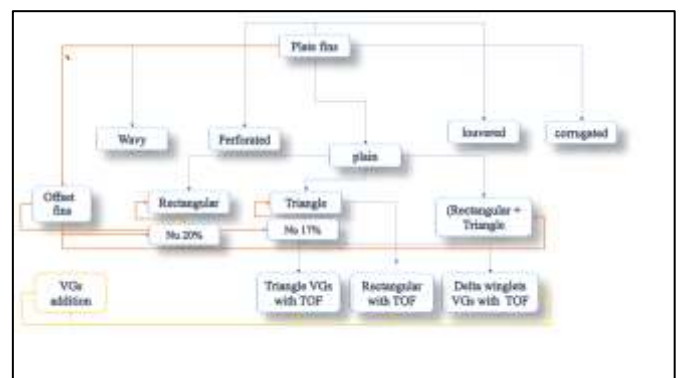 Plain fins
Wavy
Perforated
plain
louvered
corrugated
Offset
fins
Rectangular
Triangle
(Rectangular +
Triangle
Nu 20%
Nu 17%
VGs
addition
Triangle VGs
with TOF
Rectangular
with TOF
Delta winglets
VGs with TOF